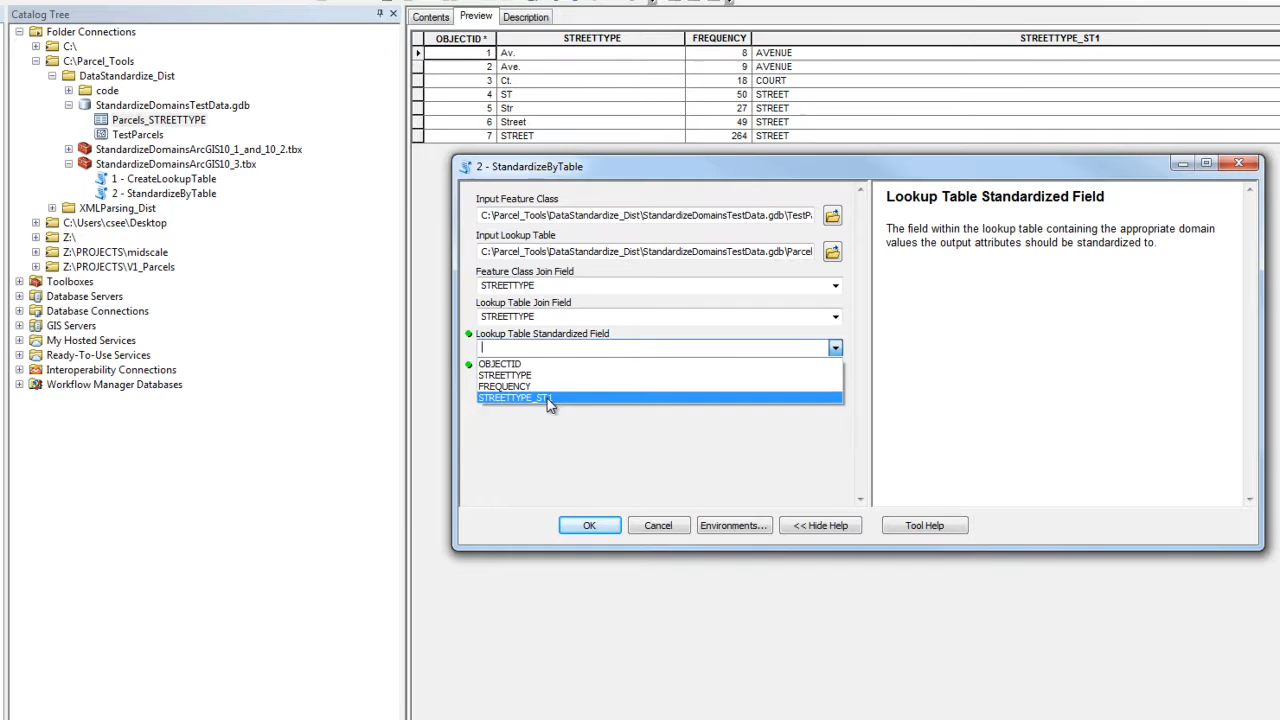 Catalog Tree
Folder Connections
C:\
C:\Parcel_Tools
DataStandardize_Dist
code
StandardizeDomainsTestData.gdb
Parcels_STREETTYPE
TestParcels
StandardizeDomainsArcGIS10_1_and_10_2.tbx
StandardizeDomainsArcGIS10_3.tbx
1 - CreateLookupTable
2 - StandardizeByTable
XMLParsing_Dist
C:\Users\csee\Desktop
Z:\
Z:\PROJECTS\midscale
Z:\PROJECTS\V1_Parcels
Toolboxes
Database Servers
Database Connections
GIS Servers
My Hosted Services
Ready-To-Use Services
Interoperability Connections
Workflow Manager Databases
Contents Preview Description
OBJECTID * STREETTYPE FREQUENCY STREETTYPE_ST1
1 Av. 8 AVENUE
2 Ave. 9 AVENUE
3 Ct. 18 COURT
4 ST 50 STREET
5 Str 27 STREET
6 Street 49 STREET
7 STREET 264 STREET
2 - StandardizeByTable
Input Feature Class
C:\Parcel_Tools\DataStandardize_Dist\StandardizeDomainsTestData.gdb\TestPa
Input Lookup Table
C:\Parcel_Tools\DataStandardize_Dist\StandardizeDomainsTestData.gdb\Parcel
Feature Class Join Field
STREETTYPE
Lookup Table Join Field
STREETTYPE
Lookup Table Standardized Field
OBJECTID
STREETTYPE
FREQUENCY
STREETTYPE_ST1
OK Cancel Environments... << Hide Help Tool Help
Lookup Table Standardized Field
The field within the lookup table containing the appropriate domain
values the output attributes should be standardized to.